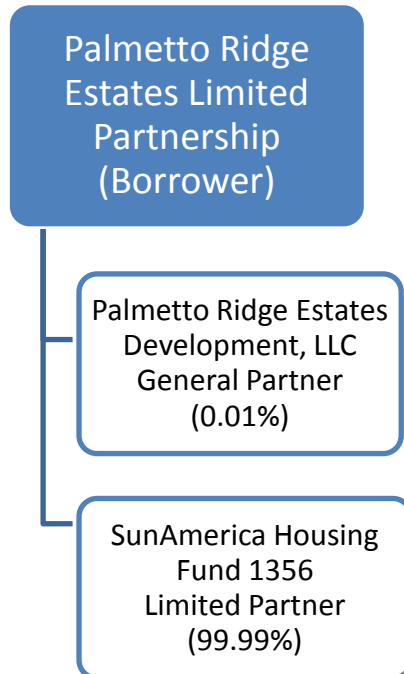 Palmetto Ridge
Estates Limited
Partnership
(Borrower)
Palmetto Ridge Estates
Development, LLC
General Partner
(0.01%)
SunAmerica Housing
Fund 1356
Limited Partner
(99.99%)